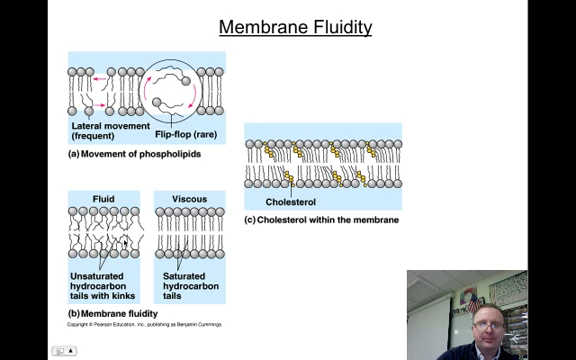 Membrane Fluidity
Lateral movement
(frequent)
Flip-flop (rare)
(a) Movement of phospholipids
Cholesterol
(c) Cholesterol within the membrane
Fluid
Viscous
Unsaturated
hydrocarbon
tails with kinks
Saturated
hydrocarbon
tails
(b) Membrane fluidity
Copyright © Pearson Education, Inc., publishing as Benjamin Cummings.